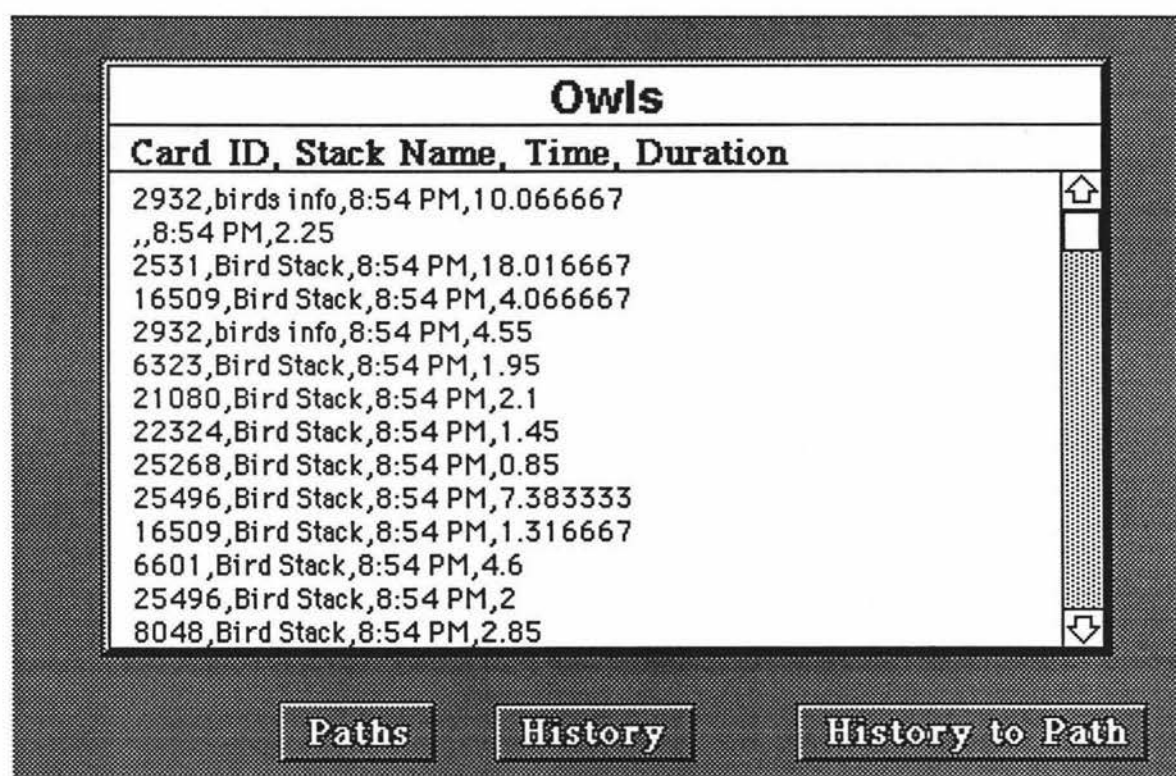 Owls
Card ID, Stack Name, Time, Duration
2932,birds info,8:54 PM,10.066667
,,8:54 PM,2.25
2531,Bird Stack,8:54 PM,18.016667
16509,Bird Stack,8:54 PM,4.066667
2932,birds info,8:54 PM,4.55
6323,Bird Stack,8:54 PM,1.95
21080,Bird Stack,8:54 PM,2.1
22324,Bird Stack,8:54 PM,1.45
25268,Bird Stack,8:54 PM,0.85
25496,Bird Stack,8:54 PM,7.383333
16509,Bird Stack,8:54 PM,1.316667
6601,Bird Stack,8:54 PM,4.6
25496,Bird Stack,8:54 PM,2
8048,Bird Stack,8:54 PM,2.85
Paths History History to Path